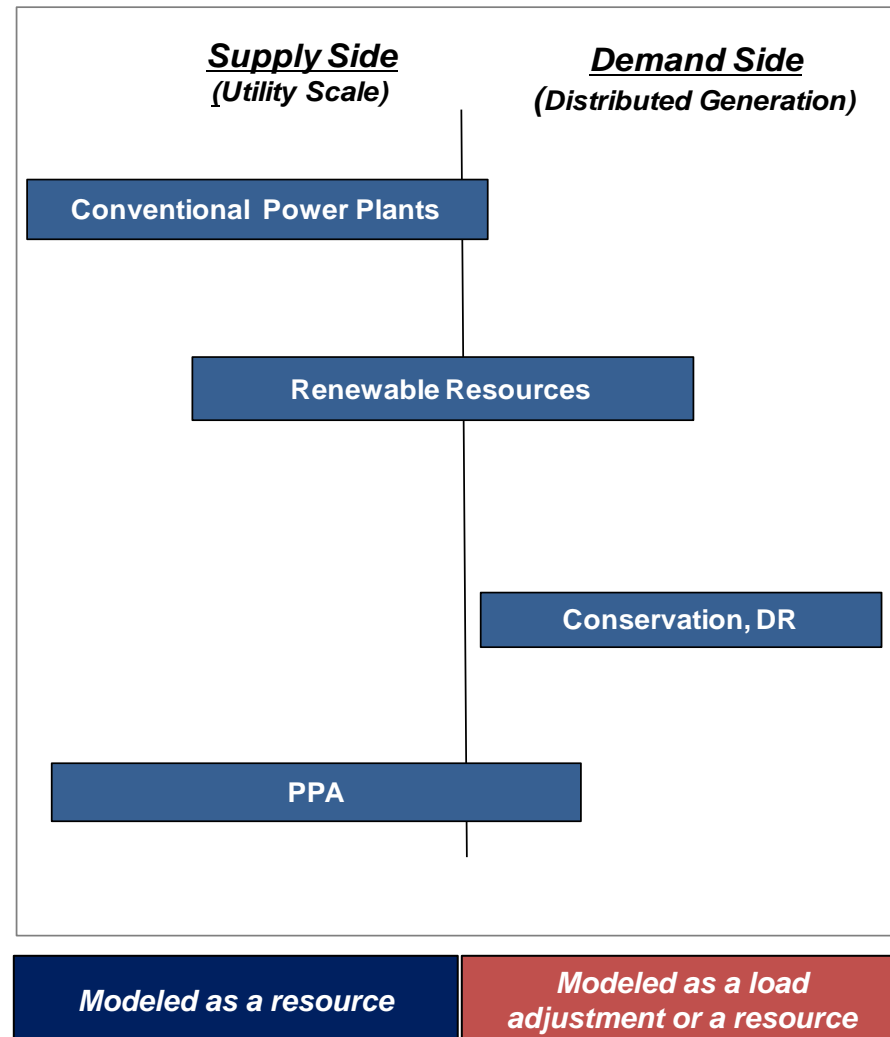 Supply Side
(Utility Scale)
Demand Side
(Distributed Generation)
Conventional Power Plants
Renewable Resources
Conservation, DR
PPA
Modeled as a resource
Modeled as a load
adjustment or a resource